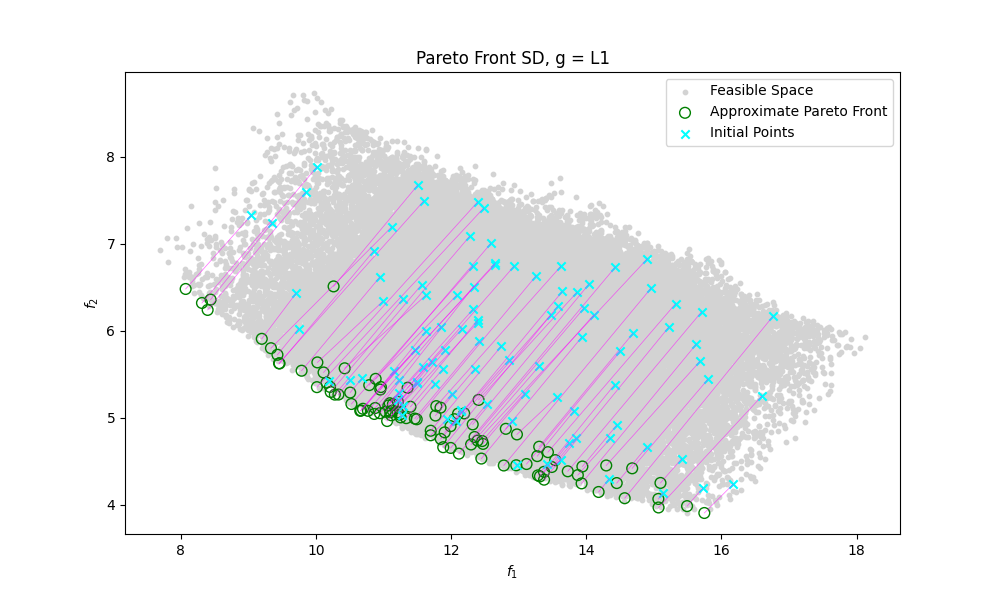 Pareto Front SD, g = L1
Feasible Space
Approximate Pareto Front
Initial Points
8
7
6
5
4
f₂
8
10
12
14
16
18
f₁